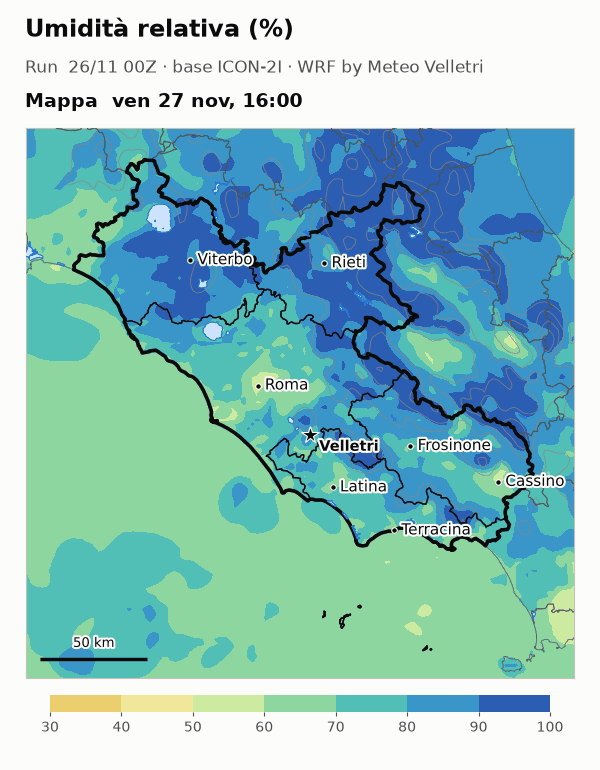 Umidità relativa (%)
Run  26/11 00Z · base ICON-2I · WRF by Meteo Velletri
Mappa  ven 27 nov, 16:00
Viterbo
Rieti
Roma
Velletri
Frosinone
Cassino
Latina
Terracina
50 km
30 40 50 60 70 80 90 100